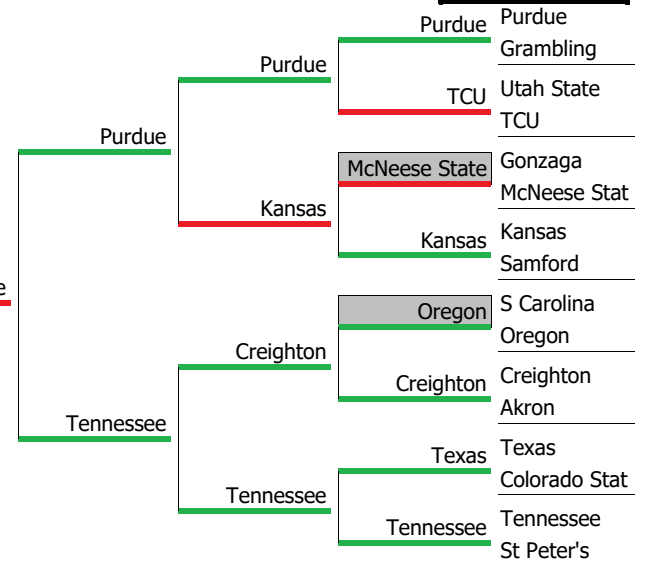 Purdue
Grambling
Utah State
TCU
Gonzaga
McNeese Stat
Kansas
Samford
S Carolina
Oregon
Creighton
Akron
Texas
Colorado Stat
Tennessee
St Peter's
Purdue
TCU
McNeese State
Kansas
Oregon
Creighton
Texas
Tennessee
Purdue
Kansas
Creighton
Tennessee
Purdue
Tennessee
e